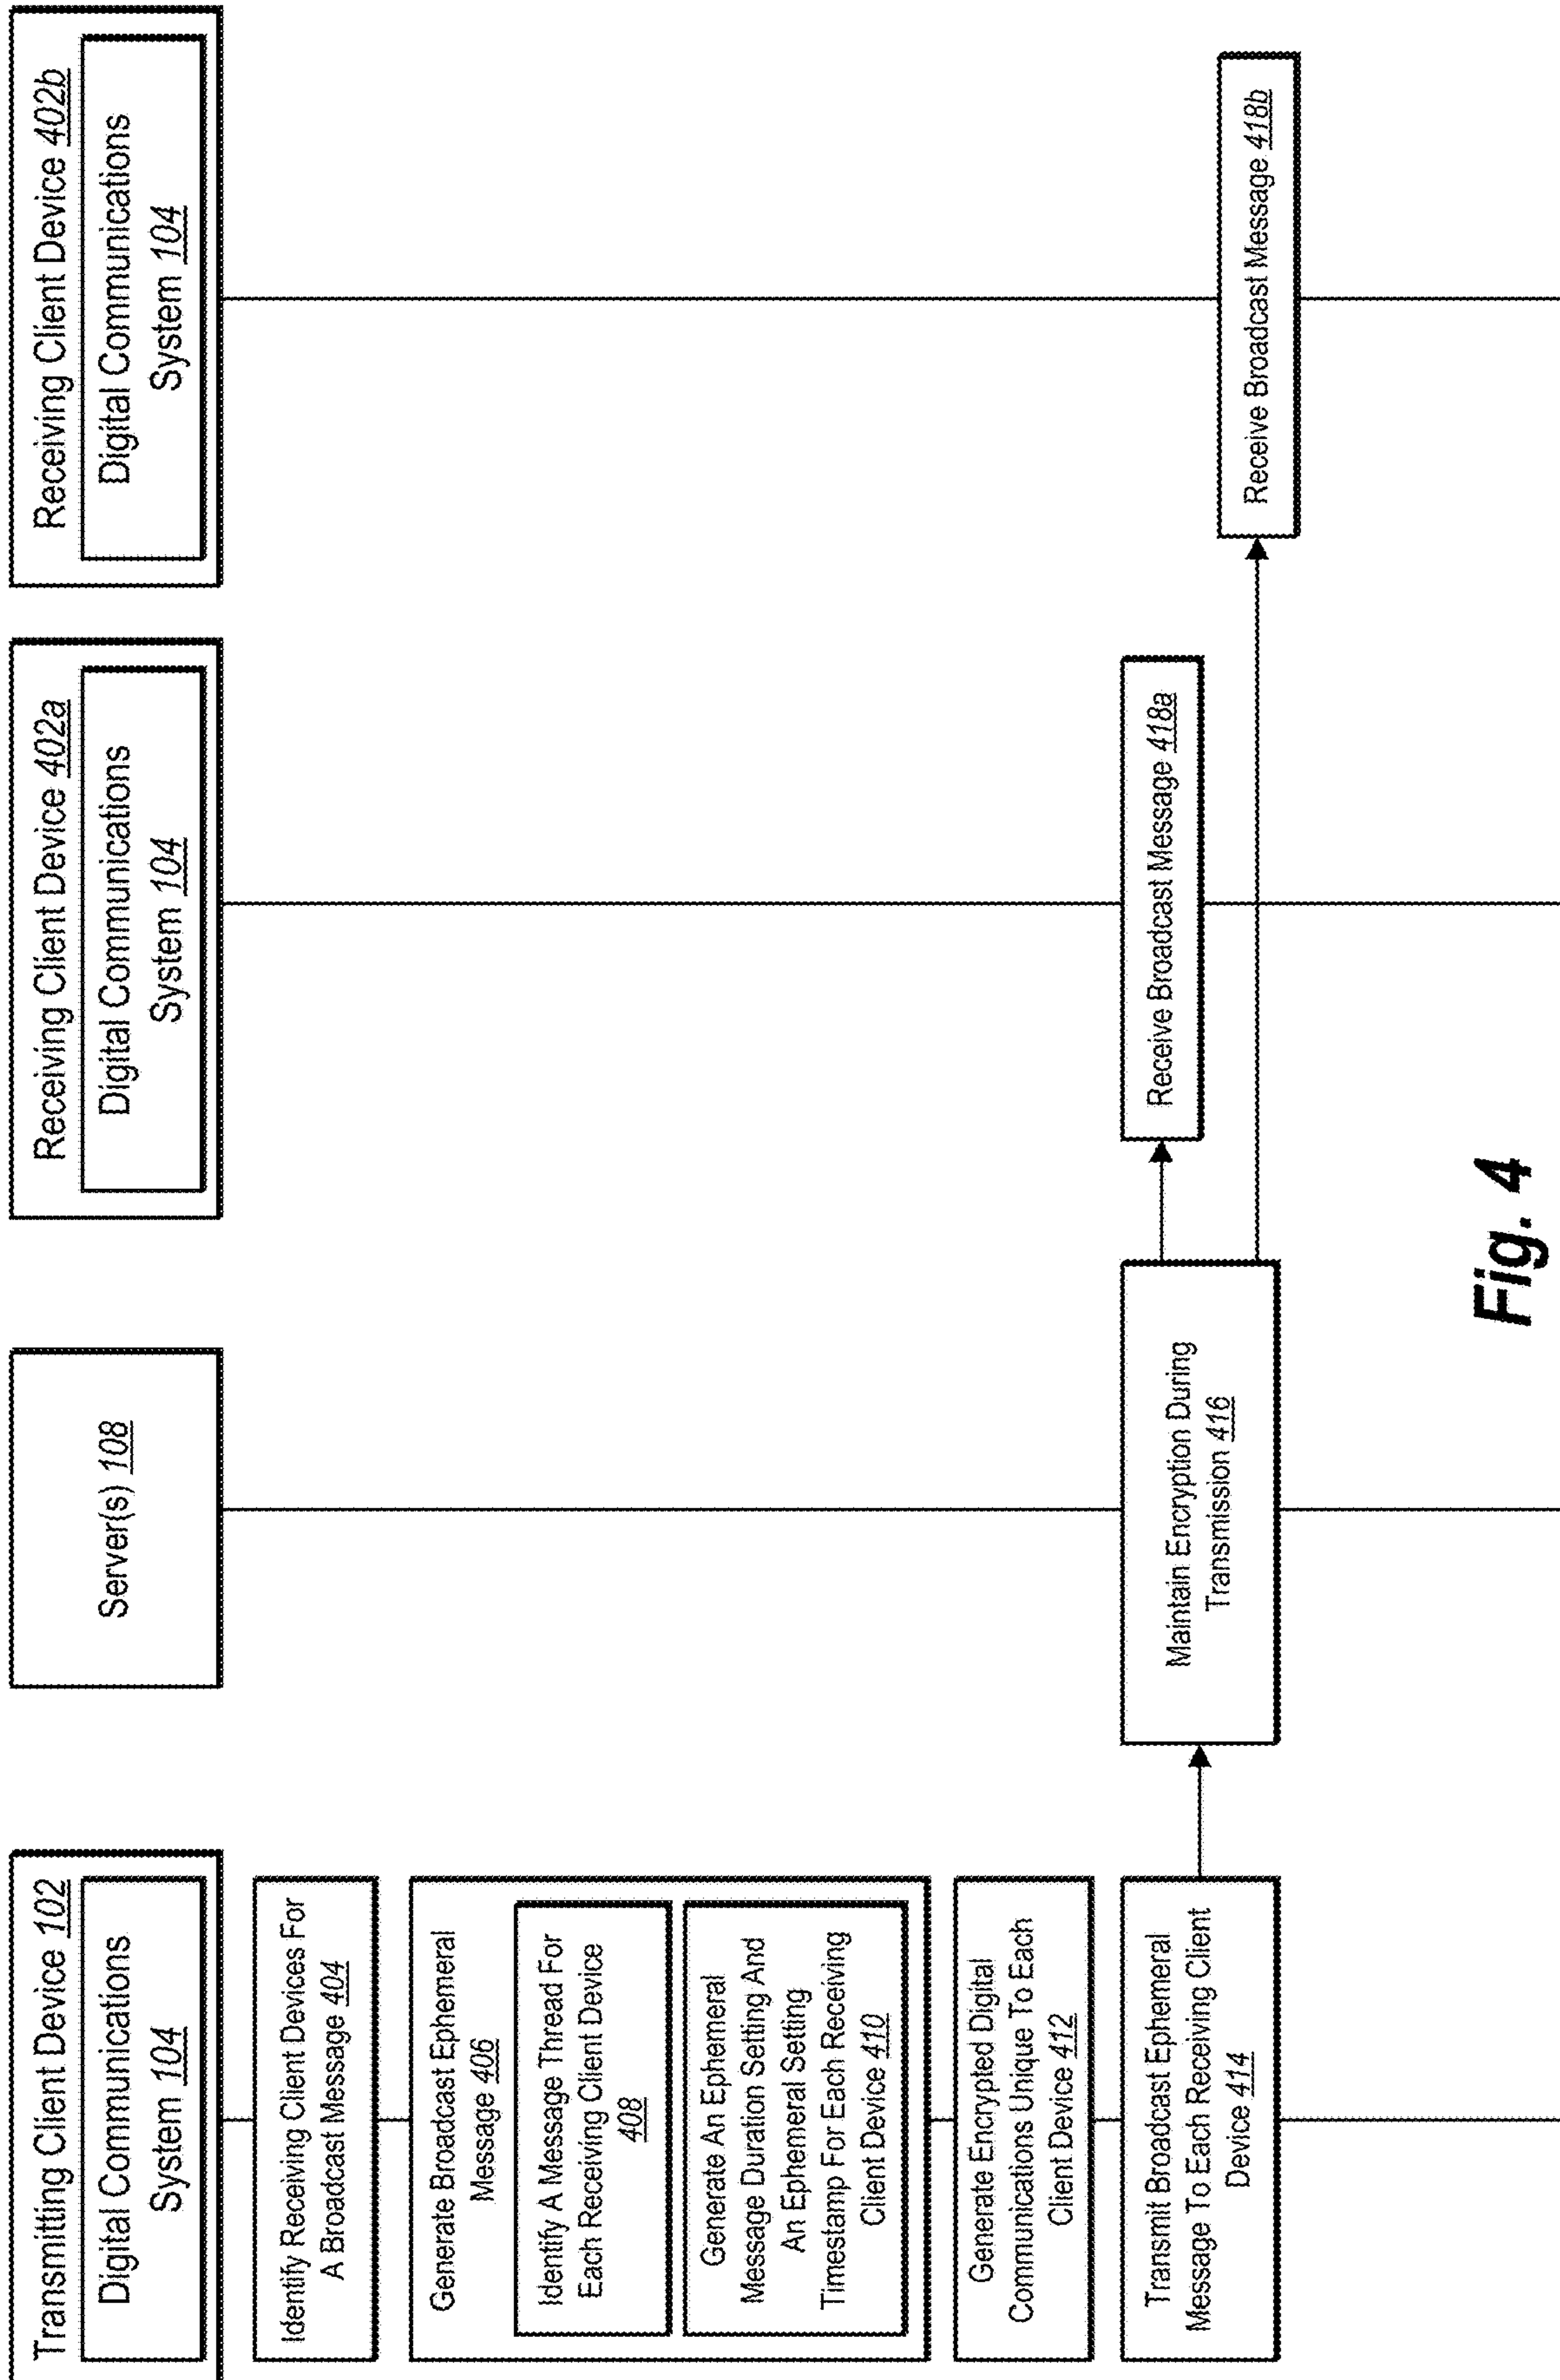 Transmitting Client Device 102
Digital Communications
System 104
Server(s) 108
Receiving Client Device 402a
Digital Communications
System 104
Receiving Client Device 402b
Digital Communications
System 104
Identify Receiving Client Devices For
A Broadcast Message 404
Generate Broadcast Ephemeral
Message 406
Identify A Message Thread For
Each Receiving Client Device
408
Generate An Ephemeral
Message Duration Setting And
An Ephemeral Setting
Timestamp For Each Receiving
Client Device 410
Generate Encrypted Digital
Communications Unique To Each
Client Device 412
Transmit Broadcast Ephemeral
Message To Each Receiving Client
Device 414
Maintain Encryption During
Transmission 416
Receive Broadcast Message 418a
Receive Broadcast Message 418b
Fig. 4